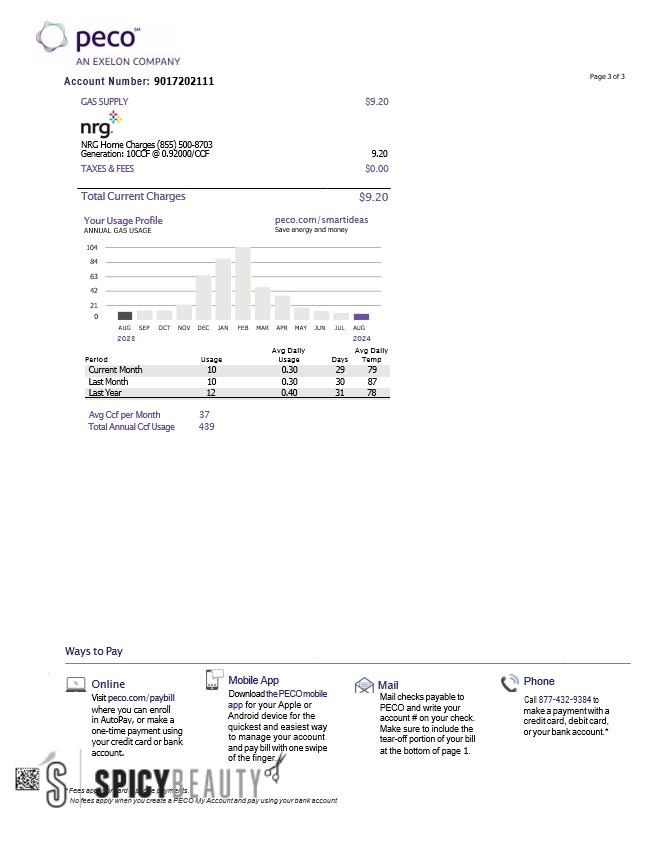 peco℠
AN EXELON COMPANY
Account Number: 9017202111
Page 3 of 3
GAS SUPPLY $9.20
nrg
NRG Home Charges (855) 500-8703
Generation: 10CCF @ 0.92000/CCF 9.20
TAXES & FEES $0.00
Total Current Charges $9.20
Your Usage Profile peco.com/smartideas
ANNUAL GAS USAGE Save energy and money
104
84
63
42
21
0
AUG SEP OCT NOV DEC JAN FEB MAR APR MAY JUN JUL AUG
2023 2024
Period Usage Avg Daily Usage Days Avg Daily Temp
Current Month 10 0.30 29 79
Last Month 10 0.30 30 87
Last Year 12 0.40 31 78
Avg Ccf per Month 37
Total Annual Ccf Usage 439
Ways to Pay
Online
Visit peco.com/paybill
where you can enroll
in AutoPay, or make a
one-time payment using
your credit card or bank
account.
Mobile App
Download the PECO mobile
app for your Apple or
Android device for the
quickest and easiest way
to manage your account
and pay bill with one swipe
of the finger.
Mail
Mail checks payable to
PECO and write your
account # on your check.
Make sure to include the
tear-off portion of your bill
at the bottom of page 1.
Phone
Call 877-432-9384 to
make a payment with a
credit card, debit card,
or your bank account.*
SPICYBEAUTY
* Fees payments.
No fees apply when you create a PECO My Account and pay using your bank account